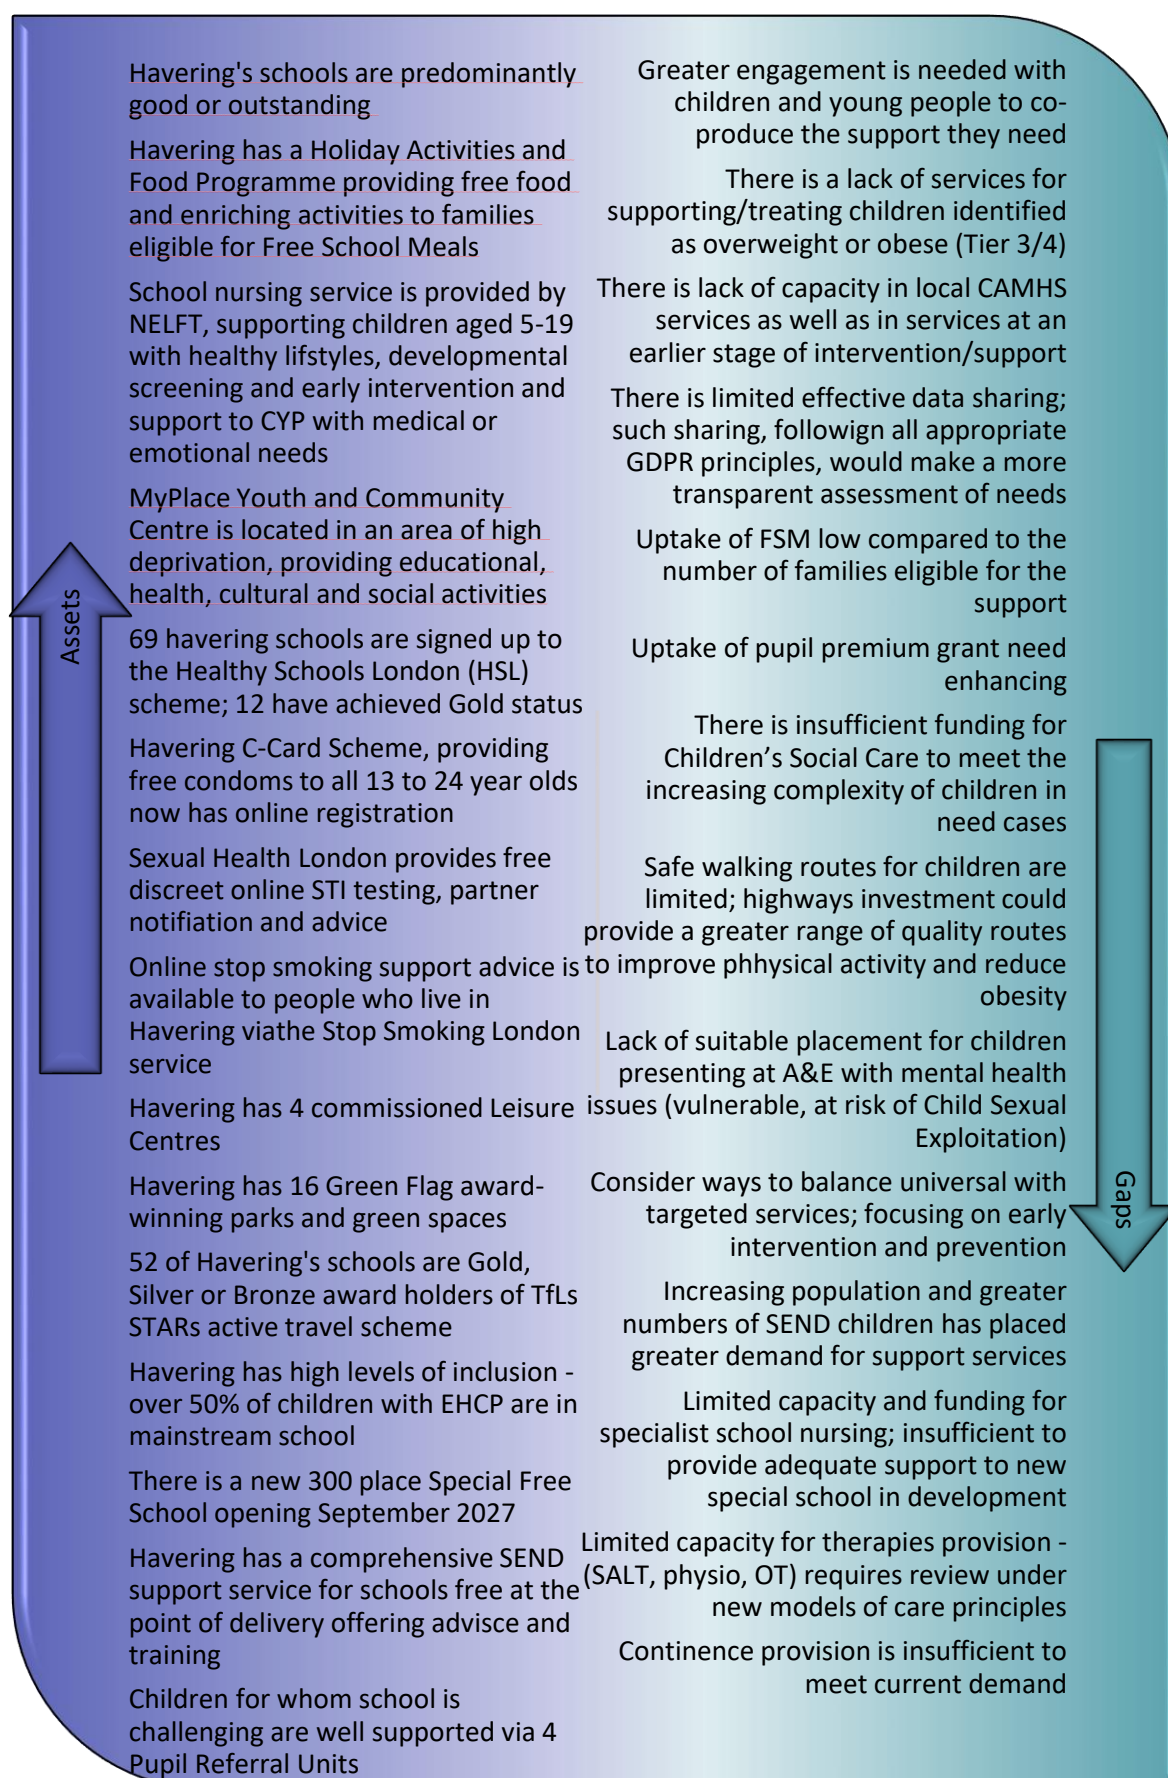 Havering's schools are predominantly
good or outstanding
Havering has a Holiday Activities and
Food Programme providing free food
and enriching activities to families
eligible for Free School Meals
School nursing service is provided by
NELFT, supporting children aged 5-19
with healthy lifstyles, developmental
screening and early intervention and
support to CYP with medical or
emotional needs
MyPlace Youth and Community
Centre is located in an area of high
deprivation, providing educational,
health, cultural and social activities
69 havering schools are signed up to
the Healthy Schools London (HSL)
scheme; 12 have achieved Gold status
Havering C-Card Scheme, providing
free condoms to all 13 to 24 year olds
now has online registration
Sexual Health London provides free
discreet online STI testing, partner
notifiation and advice
Online stop smoking support advice is
available to people who live in
Havering viathe Stop Smoking London
service
Havering has 4 commissioned Leisure
Centres
Havering has 16 Green Flag award-
winning parks and green spaces
52 of Havering's schools are Gold,
Silver or Bronze award holders of TfLs
STARs active travel scheme
Havering has high levels of inclusion -
over 50% of children with EHCP are in
mainstream school
There is a new 300 place Special Free
School opening September 2027
Havering has a comprehensive SEND
support service for schools free at the
point of delivery offering advisce and
training
Children for whom school is
challenging are well supported via 4
Pupil Referral Units
Assets
Greater engagement is needed with
children and young people to co-
produce the support they need
There is a lack of services for
supporting/treating children identified
as overweight or obese (Tier 3/4)
There is lack of capacity in local CAMHS
services as well as in services at an
earlier stage of intervention/support
There is limited effective data sharing;
such sharing, followign all appropriate
GDPR principles, would make a more
transparent assessment of needs
Uptake of FSM low compared to the
number of families eligible for the
support
Uptake of pupil premium grant need
enhancing
There is insufficient funding for
Children’s Social Care to meet the
increasing complexity of children in
need cases
Safe walking routes for children are
limited; highways investment could
provide a greater range of quality routes
to improve phhysical activity and reduce
obesity
Lack of suitable placement for children
presenting at A&E with mental health
issues (vulnerable, at risk of Child Sexual
Exploitation)
Consider ways to balance universal with
targeted services; focusing on early
intervention and prevention
Increasing population and greater
numbers of SEND children has placed
greater demand for support services
Limited capacity and funding for
specialist school nursing; insufficient to
provide adequate support to new
special school in development
Limited capacity for therapies provision -
(SALT, physio, OT) requires review under
new models of care principles
Continence provision is insufficient to
meet current demand
Gaps